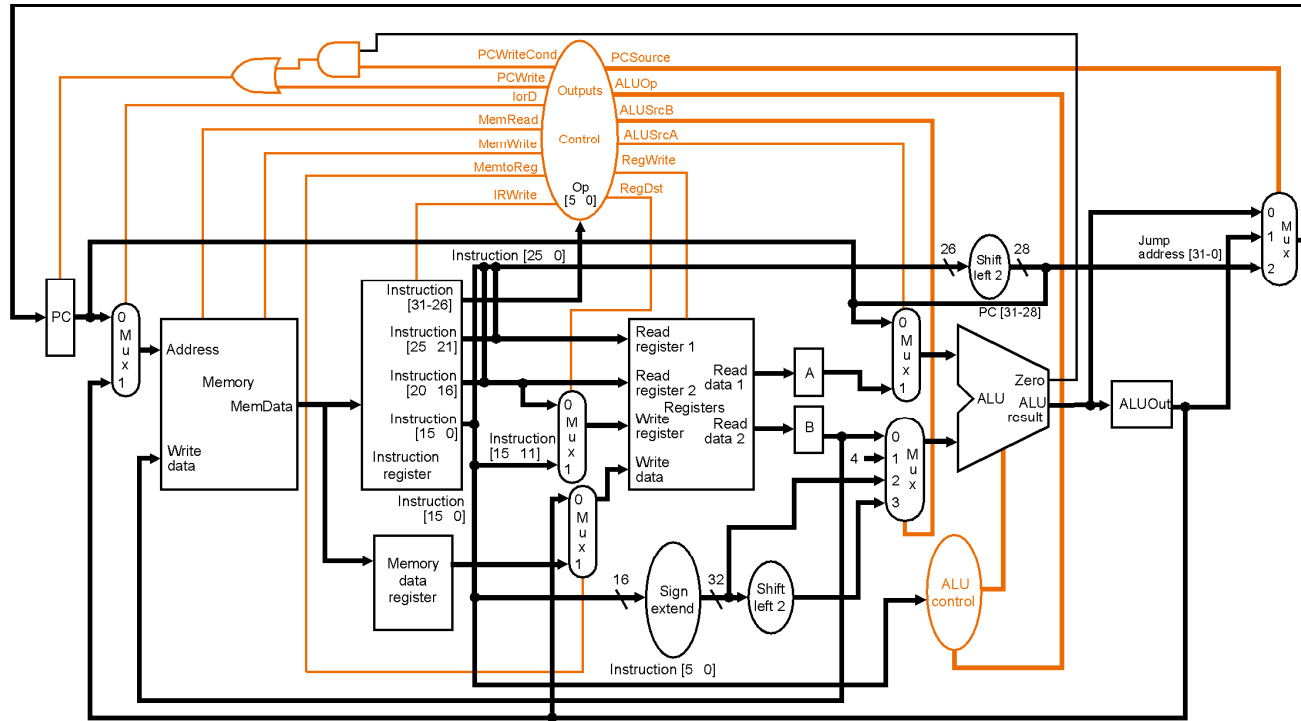 PCWriteCond
PCSource
PCWrite
ALUOp
IorD
Outputs
ALUSrcB
MemRead
ALUSrcA
MemWrite
Control
RegWrite
MemtoReg
RegDst
IRWrite
Op
[5 0]
0
M
u
x
1
2
Instruction [25 0]
26
28
Shift
left 2
Jump
address [31-0]
PC [31-28]
PC
0
M
u
x
1
Address
Memory
MemData
Write
data
Instruction
[31-26]
Instruction
[25 21]
Instruction
[20 16]
Instruction
[15 0]
Instruction
register
Instruction
[15 11]
Instruction
[15 0]
0
M
u
x
1
0
M
u
x
1
Read
register 1
Read
register 2
Registers
Write
register
Write
data
Read
data 1
Read
data 2
A
B
0
M
u
x
1
4
0
1
2
3
M
u
x
Zero
ALU
ALU
result
ALUOut
Memory
data
register
16
Sign
extend
32
Shift
left 2
ALU
control
Instruction [5 0]